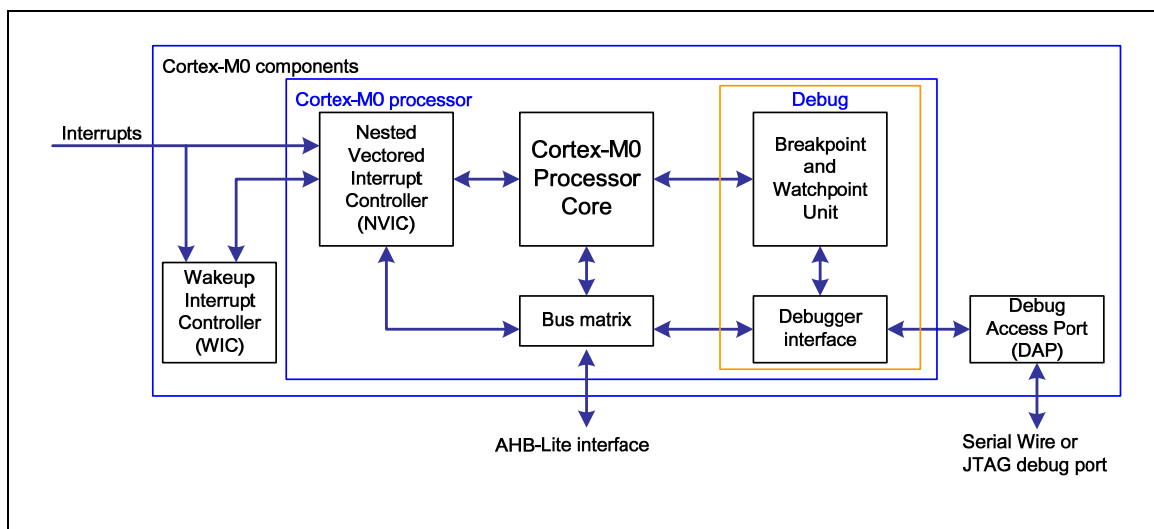 Cortex-M0 components
Cortex-M0 processor
Debug
Interrupts
Nested
Vectored
Interrupt
Controller
(NVIC)
Cortex-M0
Processor
Core
Breakpoint
and
Watchpoint
Unit
Wakeup
Interrupt
Controller
(WIC)
Bus matrix
Debugger
interface
Debug
Access Port
(DAP)
AHB-Lite interface
Serial Wire or
JTAG debug port